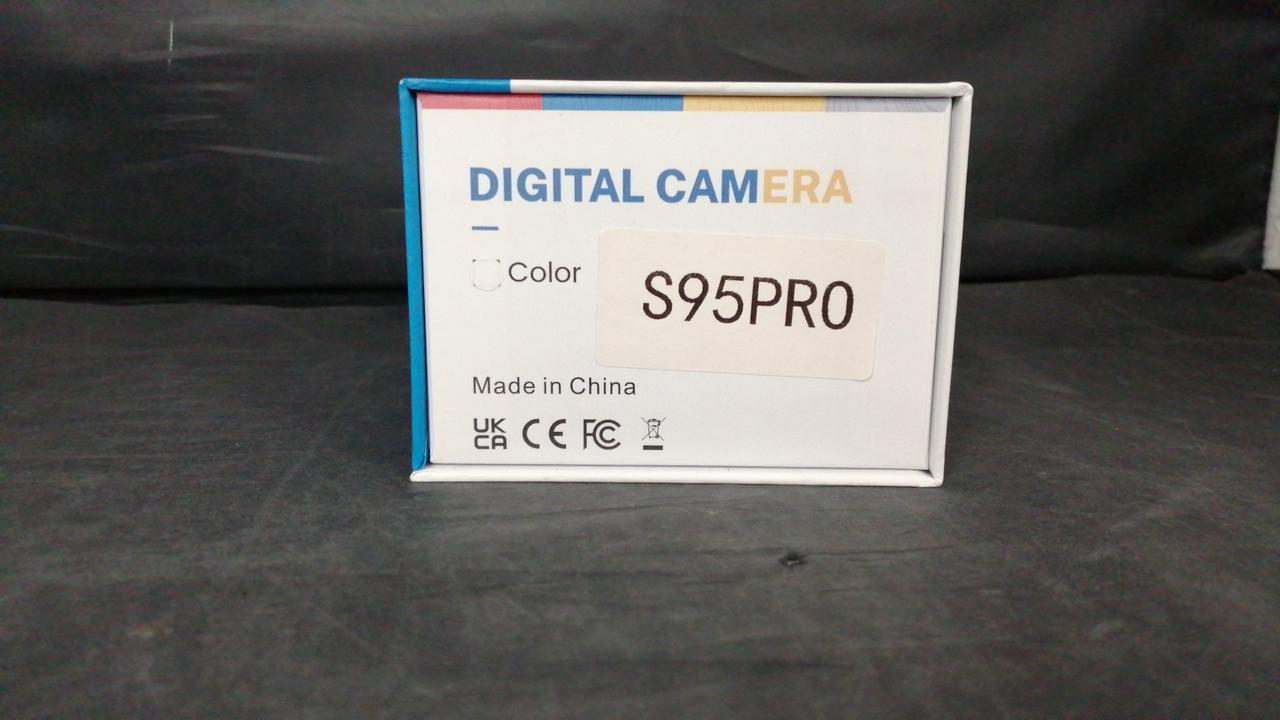 DIGITAL CAMERA
Color
S95PRO
Made in China
UK
CA CE FC